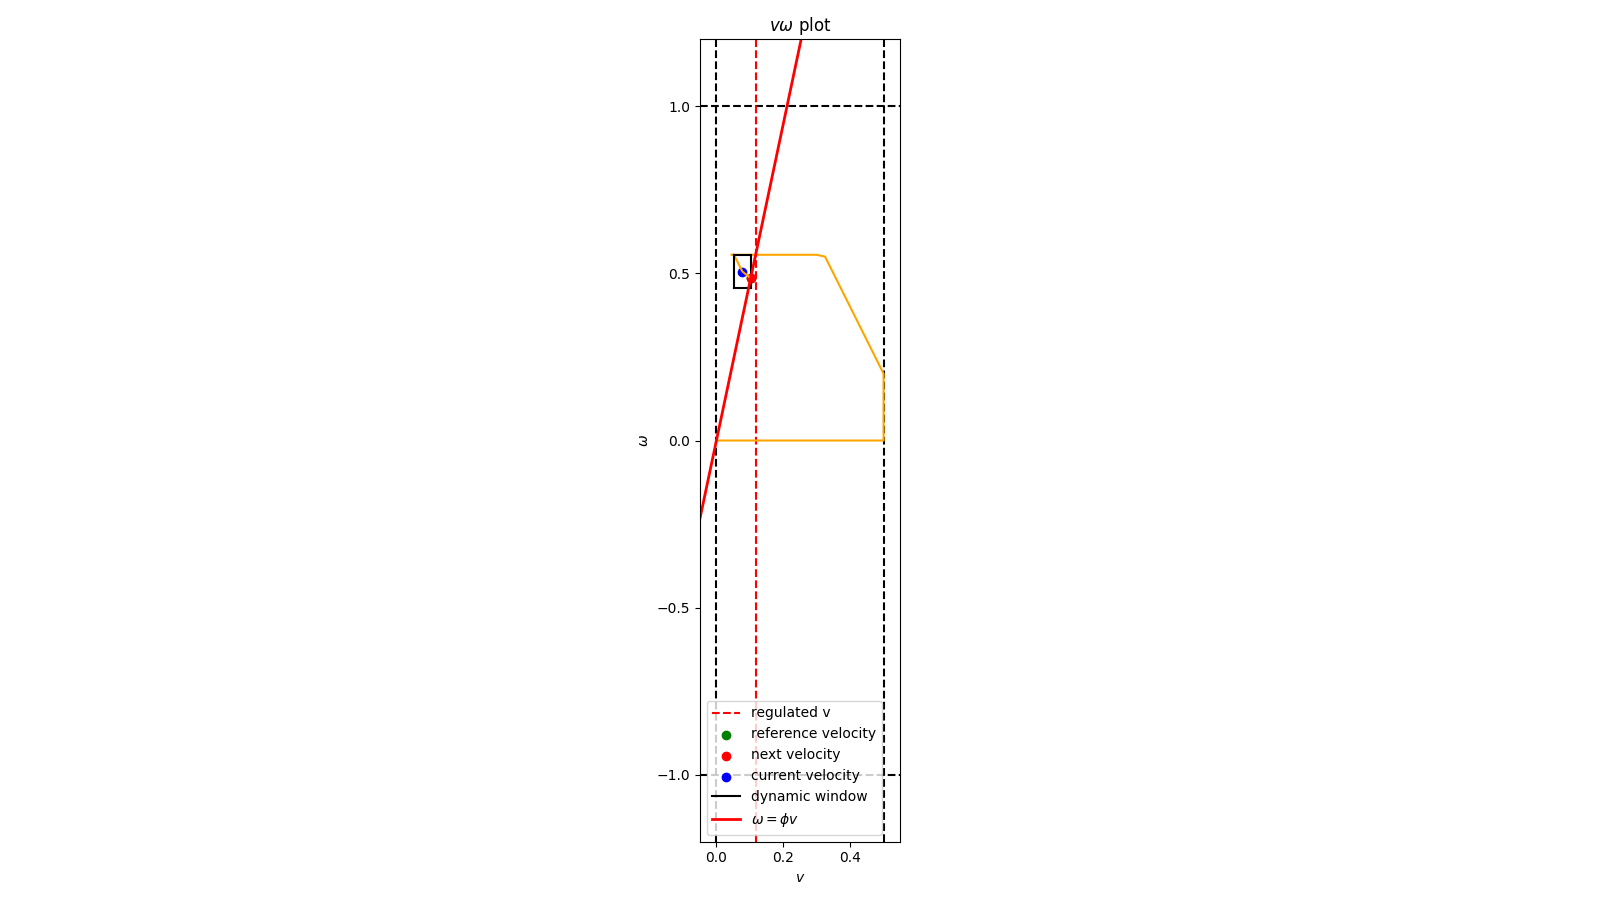 vω plot
1.0
0.5
0.0
−0.5
−1.0
ω
0.0 0.2 0.4
v
regulated v
reference velocity
next velocity
current velocity
dynamic window
ω = ϕv